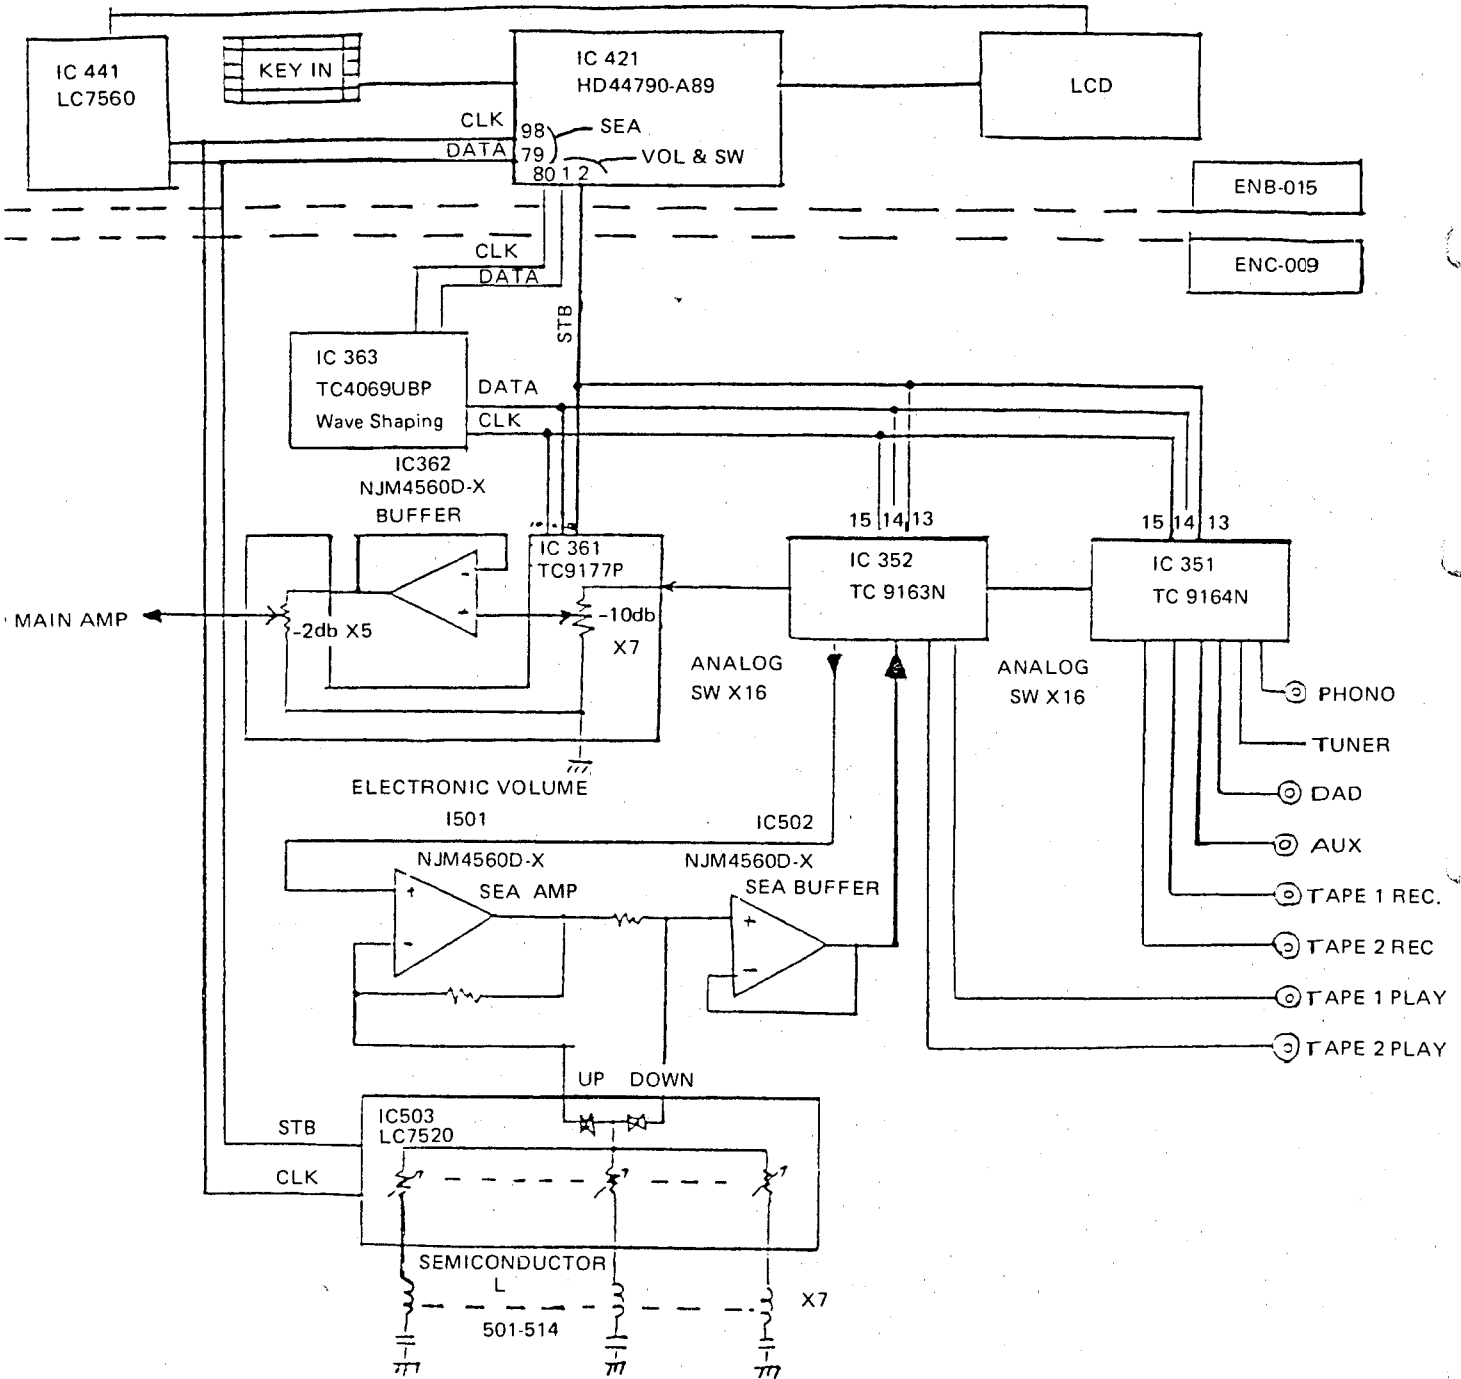 IC 441
LC7560
KEY IN
IC 421
HD44790-A89
LCD
CLK
98
SEA
DATA
79
VOL & SW
80 1 2
ENB-015
ENC-009
CLK
DATA
STB
IC 363
TC4069UBP
Wave Shaping
DATA
CLK
IC362
NJM4560D-X
BUFFER
15 14 13
15 14 13
IC 361
TC9177P
IC 352
TC 9163N
IC 351
TC 9164N
-
+
MAIN AMP
-2db X5
-10db
X7
ANALOG
SW X16
ANALOG
SW X16
PHONO
TUNER
DAD
AUX
TAPE 1 REC.
TAPE 2 REC
TAPE 1 PLAY
TAPE 2 PLAY
ELECTRONIC VOLUME
I501
NJM4560D-X
SEA AMP
+
-
IC502
NJM4560D-X
SEA BUFFER
+
-
UP DOWN
IC503
LC7520
STB
CLK
SEMICONDUCTOR
L
X7
501-514